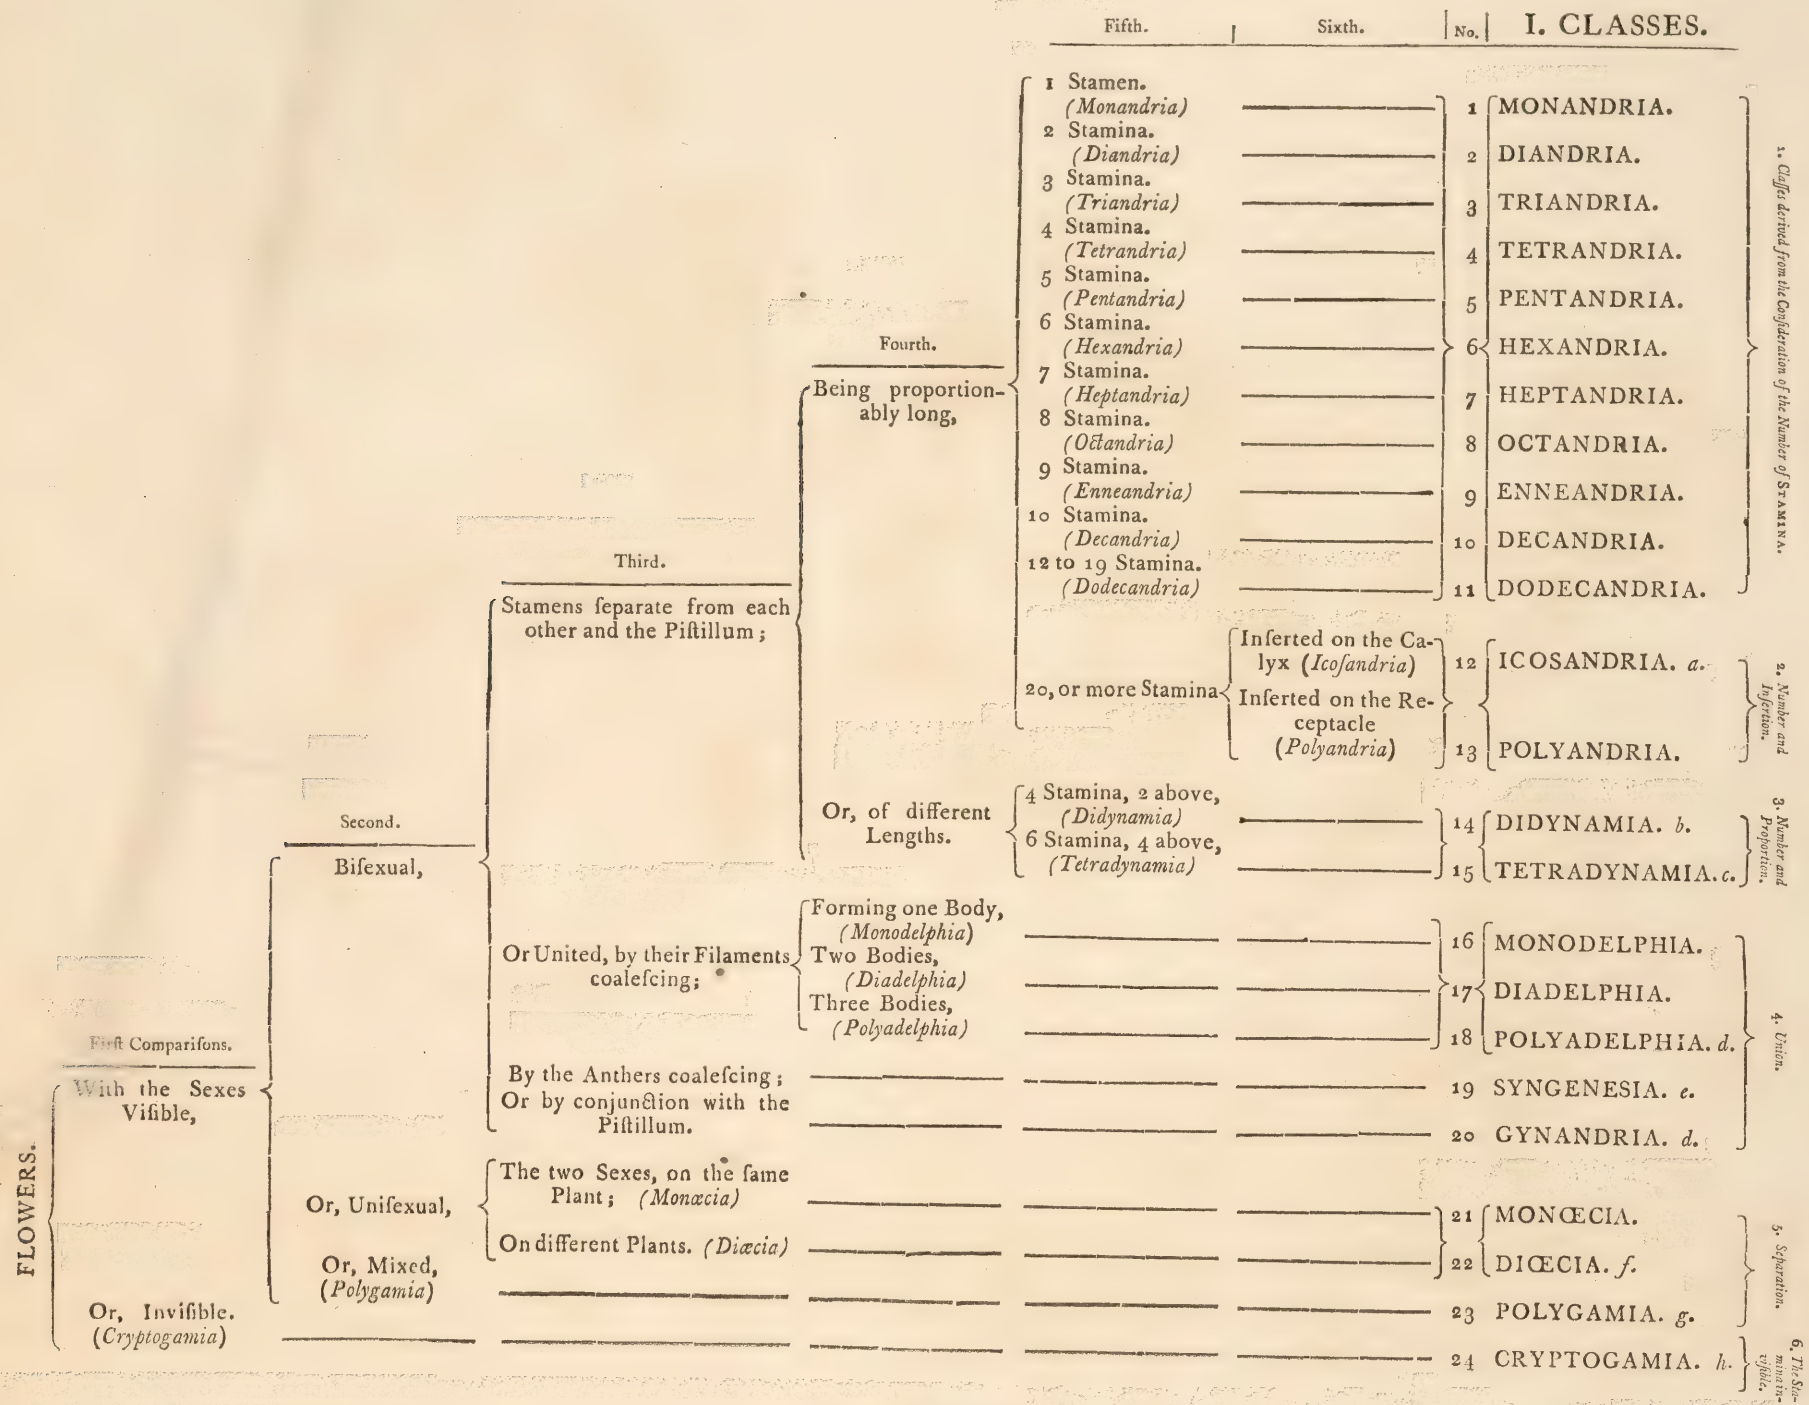 Fifth. Sixth. No. I. CLASSES.
1 Stamen.
(Monandria) 1 MONANDRIA.
2 Stamina.
(Diandria) 2 DIANDRIA.
3 Stamina.
(Triandria) 3 TRIANDRIA.
4 Stamina.
(Tetrandria) 4 TETRANDRIA.
5 Stamina.
(Pentandria) 5 PENTANDRIA.
6 Stamina.
(Hexandria) 6 HEXANDRIA.
7 Stamina.
(Heptandria) 7 HEPTANDRIA.
8 Stamina.
(Octandria) 8 OCTANDRIA.
9 Stamina.
(Enneandria) 9 ENNEANDRIA.
10 Stamina.
(Decandria) 10 DECANDRIA.
12 to 19 Stamina.
(Dodecandria) 11 DODECANDRIA.
1. Claſſes derived from the Conſideration of the Number of STAMINA.
Fourth.
Being proportion-
ably long,
20, or more Stamina
Inſerted on the Ca-
lyx (Icoſandria) 12 ICOSANDRIA. a.
Inſerted on the Re-
ceptacle
(Polyandria) 13 POLYANDRIA.
2. Number and
Inſertion.
Third.
Stamens ſeparate from each
other and the Piſtillum;
Or, of different
Lengths.
4 Stamina, 2 above,
(Didynamia) 14 DIDYNAMIA. b.
6 Stamina, 4 above,
(Tetradynamia) 15 TETRADYNAMIA. c.
3. Number and
Proportion.
Second.
Biſexual,
Or United, by their Filaments
coaleſcing;
Forming one Body,
(Monodelphia) 16 MONODELPHIA.
Two Bodies,
(Diadelphia) 17 DIADELPHIA.
Three Bodies,
(Polyadelphia) 18 POLYADELPHIA. d.
By the Anthers coaleſcing; 19 SYNGENESIA. e.
Or by conjunction with the
Piſtillum. 20 GYNANDRIA. d.
4. Union.
First Compariſons.
With the Sexes
Viſible,
FLOWERS.
Or, Uniſexual,
The two Sexes, on the ſame
Plant; (Monœcia) 21 MONŒCIA.
On different Plants. (Diœcia) 22 DIŒCIA. f.
Or, Mixed,
(Polygamia) 23 POLYGAMIA. g.
5. Separation.
Or, Inviſible.
(Cryptogamia) 24 CRYPTOGAMIA. h.
6. The Sta-
mina in-
viſible.